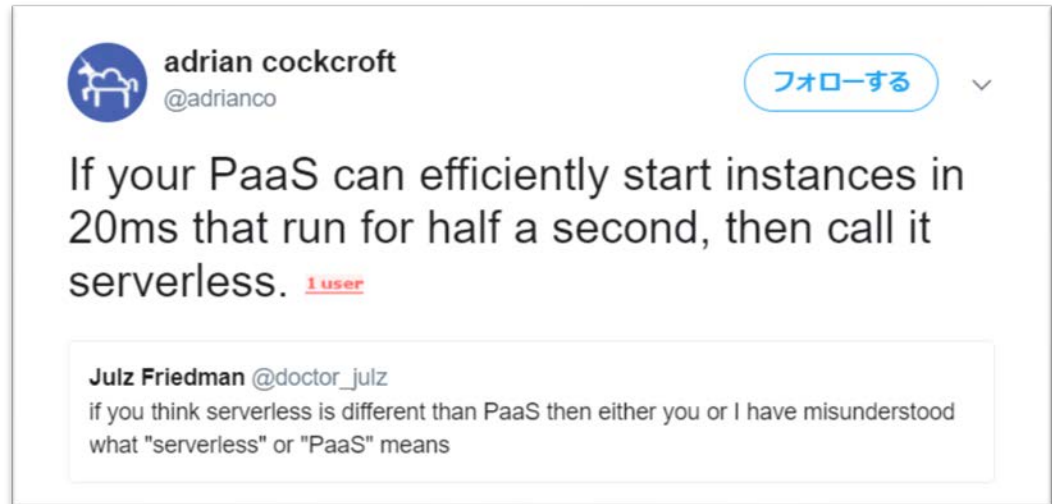 adrian cockcroft
@adrianco
フォローする
If your PaaS can efficiently start instances in
20ms that run for half a second, then call it
serverless. 1 user
Julz Friedman @doctor_julz
if you think serverless is different than PaaS then either you or I have misunderstood
what "serverless" or "PaaS" means